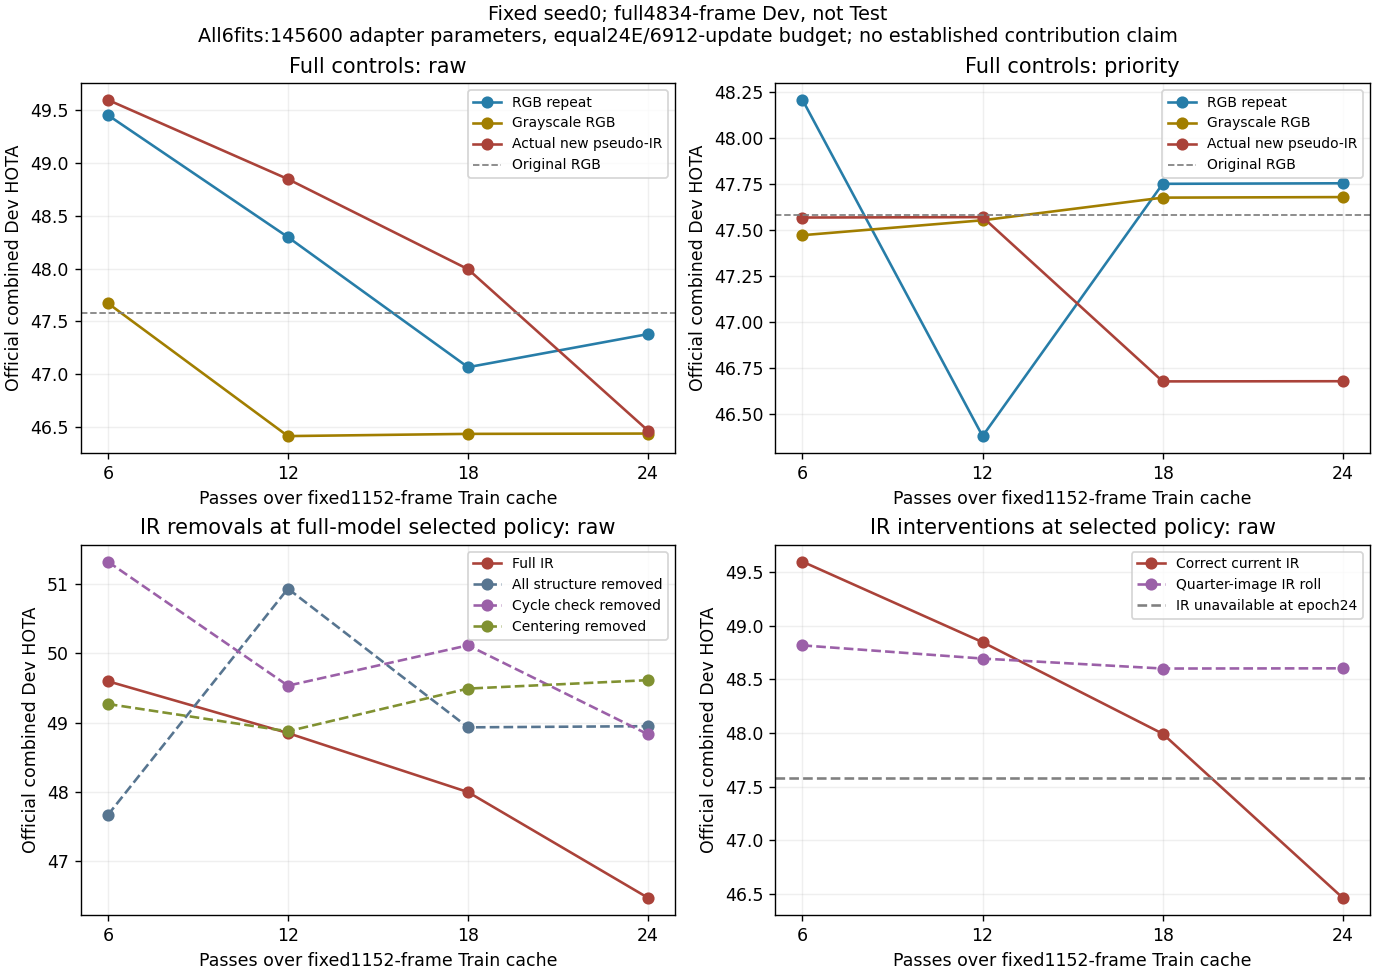 Fixed seed0; full4834-frame Dev, not Test
All6fits:145600 adapter parameters, equal24E/6912-update budget; no established contribution claim
Full controls: raw
Official combined Dev HOTA
49.5
49.0
48.5
48.0
47.5
47.0
46.5
RGB repeat
Grayscale RGB
Actual new pseudo-IR
Original RGB
6
12
18
24
Passes over fixed1152-frame Train cache
Full controls: priority
Official combined Dev HOTA
48.25
48.00
47.75
47.50
47.25
47.00
46.75
46.50
RGB repeat
Grayscale RGB
Actual new pseudo-IR
Original RGB
6
12
18
24
Passes over fixed1152-frame Train cache
IR removals at full-model selected policy: raw
Official combined Dev HOTA
51
50
49
48
47
Full IR
All structure removed
Cycle check removed
Centering removed
6
12
18
24
Passes over fixed1152-frame Train cache
IR interventions at selected policy: raw
Official combined Dev HOTA
49.5
49.0
48.5
48.0
47.5
47.0
46.5
Correct current IR
Quarter-image IR roll
IR unavailable at epoch24
6
12
18
24
Passes over fixed1152-frame Train cache